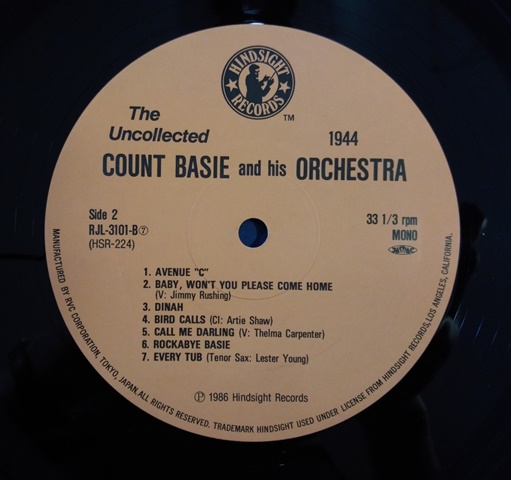 HINDSIGHT
RECORDS
TM
The
Uncollected
1944
COUNT BASIE and his ORCHESTRA
Side 2
RJL-3101-B⑦
(HSR-224)
33 1/3 rpm
MONO
1. AVENUE "C"
2. BABY, WON'T YOU PLEASE COME HOME
(V: Jimmy Rushing)
3. DINAH
4. BIRD CALLS (Cl: Artie Shaw)
5. CALL ME DARLING (V: Thelma Carpenter)
6. ROCKABYE BASIE
7. EVERY TUB (Tenor Sax: Lester Young)
℗ 1986 Hindsight Records
MANUFACTURED BY RVC CORPORATION, TOKYO, JAPAN. ALL RIGHTS RESERVED. TRADEMARK HINDSIGHT USED UNDER LICENSE FROM HINDSIGHT RECORDS, LOS ANGELES, CALIFORNIA.